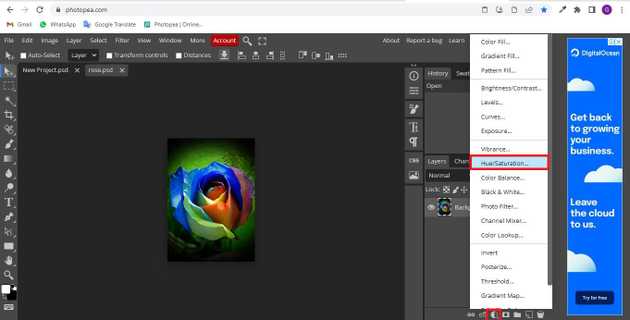 photopea.com
Gmail
WhatsApp
Google Translate
Photopea | Online...
G
File Edit Image Layer Select Filter View Window More Account
About Report a bug Learn
Auto-Select
Layer
Transform controls
Distances
New Project.psd
rose.psd
History
Swat
Open
CSS
Layers
Chan
Normal
Lock:
Backg
Color Fill...
Gradient Fill...
Pattern Fill...
Brightness/Contrast...
Levels...
Curves...
Exposure...
Vibrance...
Hue/Saturation...
Color Balance...
Black & White...
Photo Filter...
Channel Mixer...
Color Lookup...
Invert
Posterize...
Threshold...
Gradient Map...
DigitalOcean
Get back
to growing
your
business.
Leave
the cloud
to us.
Try for free